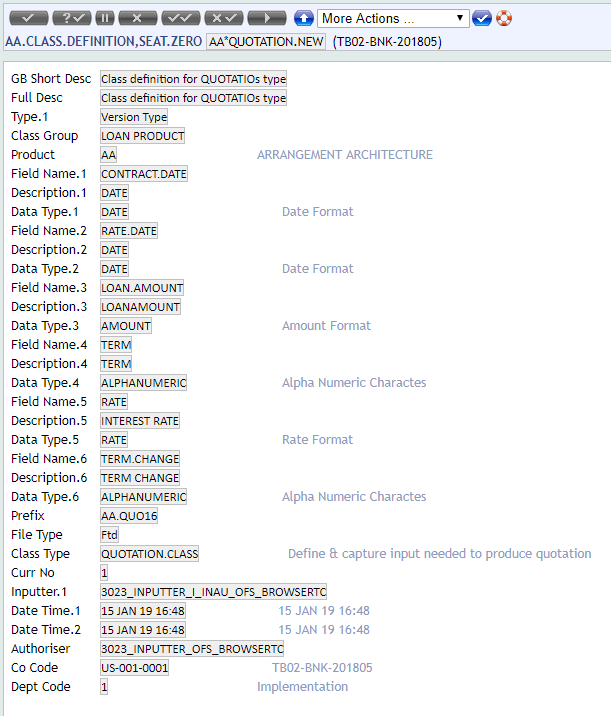 More Actions ...
AA.CLASS.DEFINITION,SEAT.ZERO AA*QUOTATION.NEW (TB02-BNK-201805)
GB Short Desc Class definition for QUOTATIOs type
Full Desc Class definition for QUOTATIOs type
Type.1 Version Type
Class Group LOAN PRODUCT
Product AA ARRANGEMENT ARCHITECTURE
Field Name.1 CONTRACT.DATE
Description.1 DATE
Data Type.1 DATE Date Format
Field Name.2 RATE.DATE
Description.2 DATE
Data Type.2 DATE Date Format
Field Name.3 LOAN.AMOUNT
Description.3 LOANAMOUNT
Data Type.3 AMOUNT Amount Format
Field Name.4 TERM
Description.4 TERM
Data Type.4 ALPHANUMERIC Alpha Numeric Charactes
Field Name.5 RATE
Description.5 INTEREST RATE
Data Type.5 RATE Rate Format
Field Name.6 TERM.CHANGE
Description.6 TERM CHANGE
Data Type.6 ALPHANUMERIC Alpha Numeric Charactes
Prefix AA.QUO16
File Type Ftd
Class Type QUOTATION.CLASS Define & capture input needed to produce quotation
Curr No 1
Inputter.1 3023_INPUTTER_I_INAU_OFS_BROWSERTC
Date Time.1 15 JAN 19 16:48 15 JAN 19 16:48
Date Time.2 15 JAN 19 16:48 15 JAN 19 16:48
Authoriser 3023_INPUTTER_OFS_BROWSERTC
Co Code US-001-0001 TB02-BNK-201805
Dept Code 1 Implementation